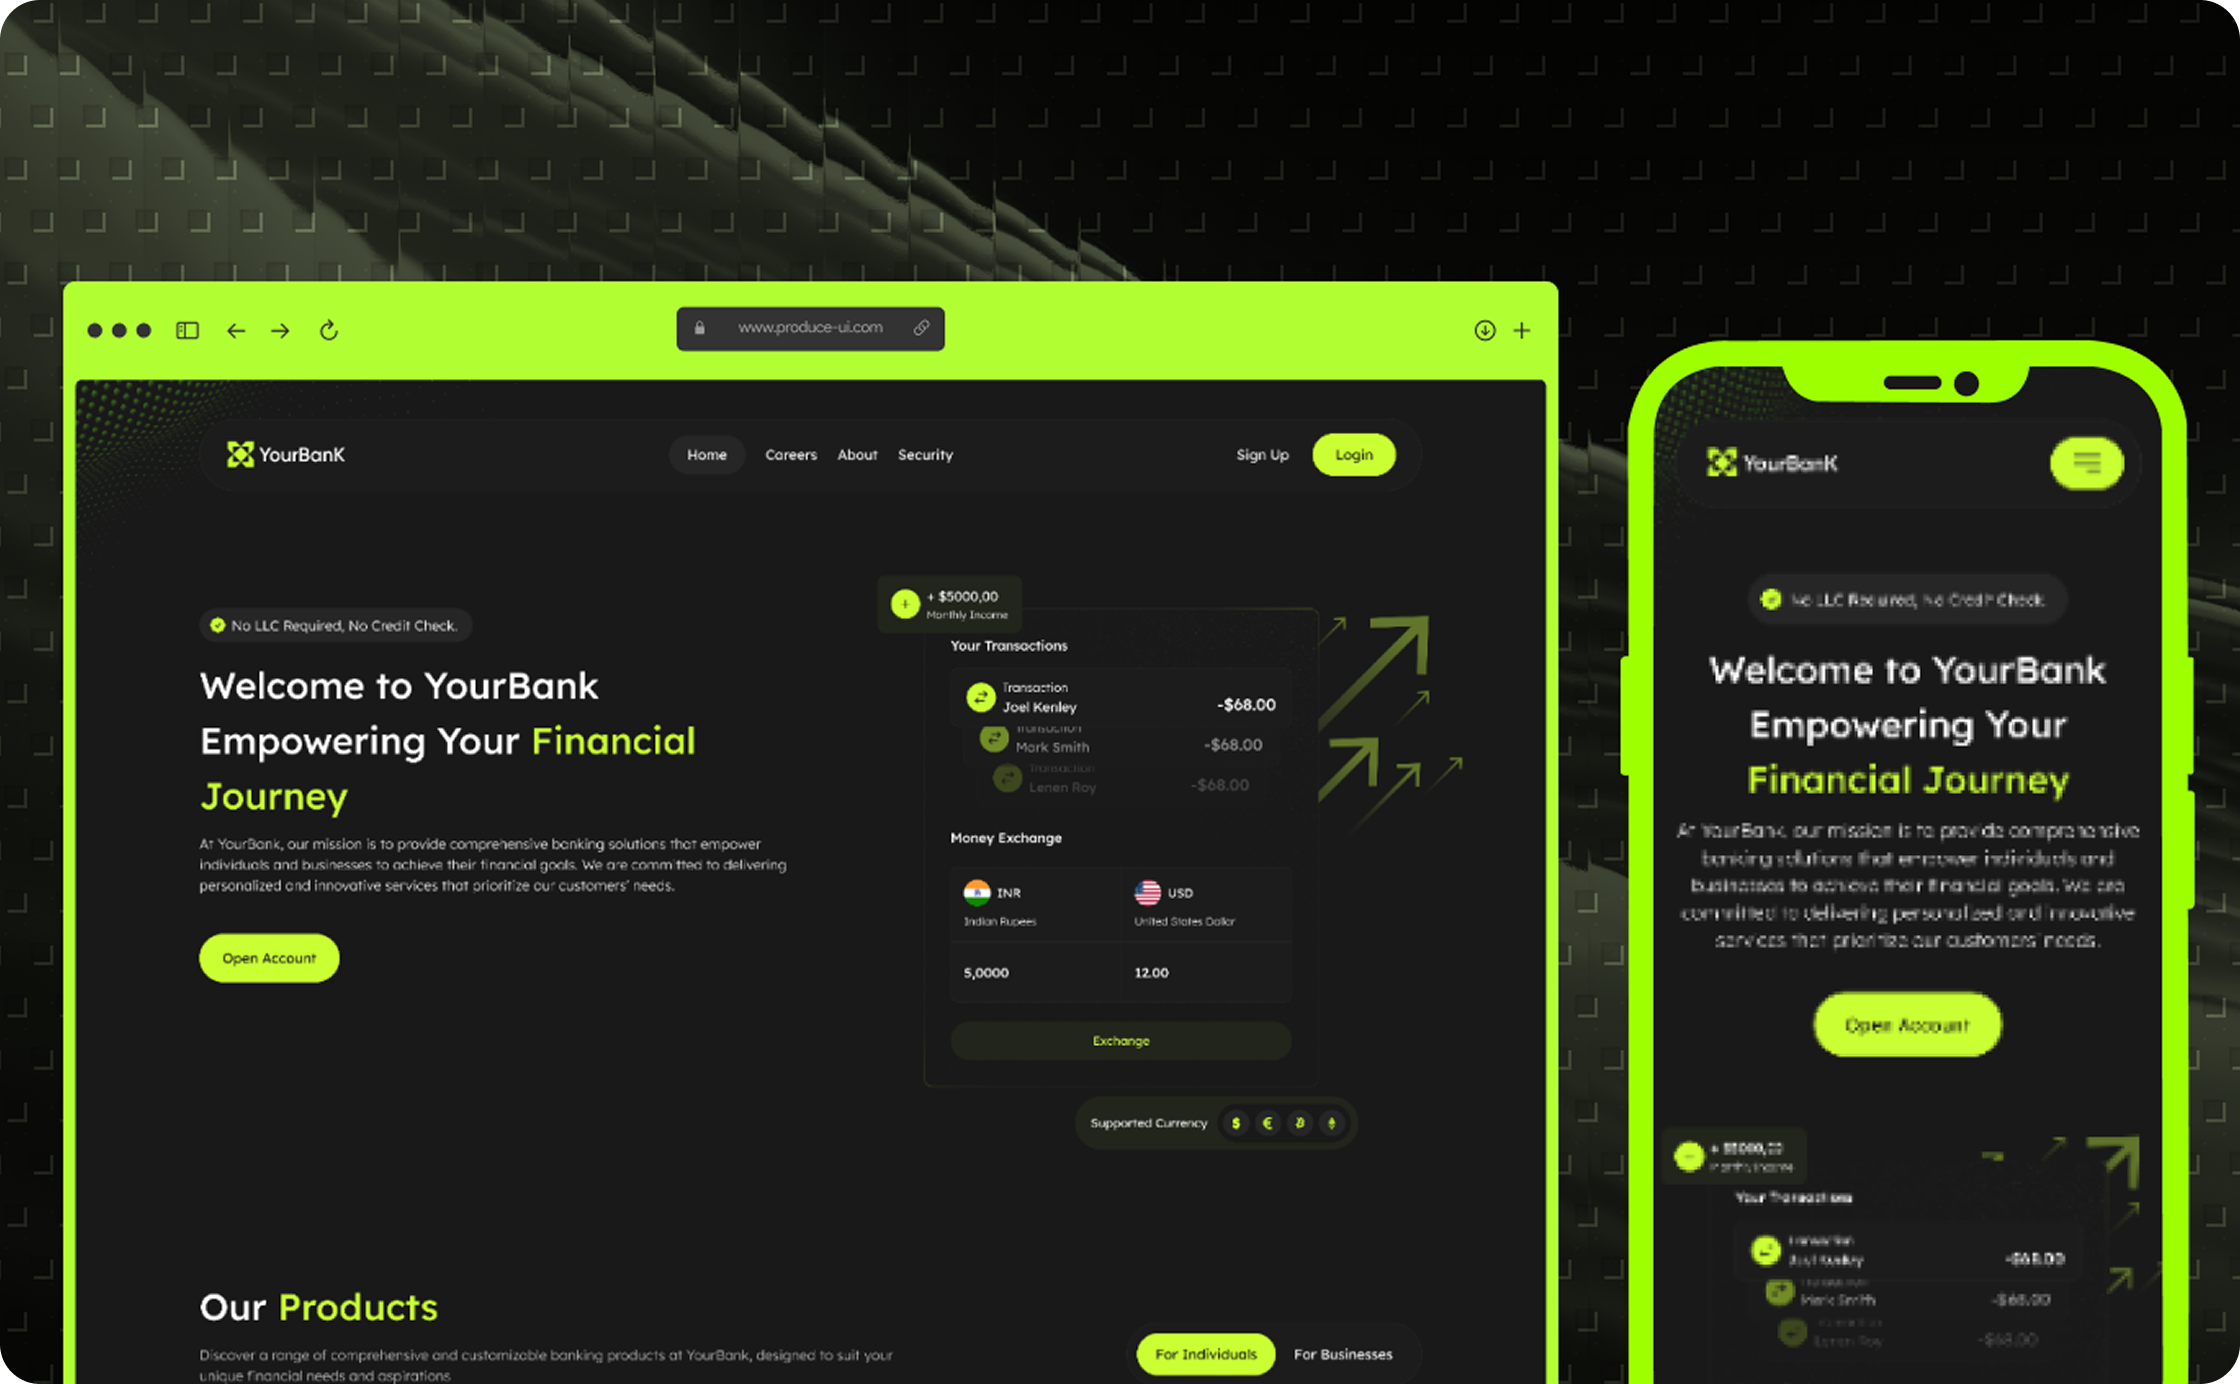 www.produce-ui.com
YourBanK
Home
Careers
About
Security
Sign Up
Login
No LLC Required, No Credit Check.
Welcome to YourBank
Empowering Your Financial
Journey
At YourBank, our mission is to provide comprehensive banking solutions that empower
individuals and businesses to achieve their financial goals. We are committed to delivering
personalized and innovative services that prioritize our customers' needs.
Open Account
+ $5000,00
Monthly Income
Your Transactions
Transaction
Joel Kenley
-$68.00
Transaction
Mark Smith
-$68.00
Transaction
Lenen Roy
-$68.00
Money Exchange
INR
Indian Rupees
USD
United States Dollar
5,0000
12.00
Exchange
Supported Currency
$ € ₿
Our Products
For Individuals
For Businesses
Discover a range of comprehensive and customizable banking products at YourBank, designed to suit your
unique financial needs and aspirations
YourBanK
No LLC Required, No Credit Check.
Welcome to YourBank
Empowering Your
Financial Journey
At YourBank, our mission is to provide comprehensive
banking solutions that empower individuals and
businesses to achieve their financial goals. We are
committed to delivering personalized and innovative
services that prioritize our customers' needs.
Open Account
+ $5000,00
Monthly Income
Your Transactions
Transaction
Joel Kenley
-$68.00
Transaction
Mark Smith
-$68.00
Transaction
Lenen Roy
-$68.00